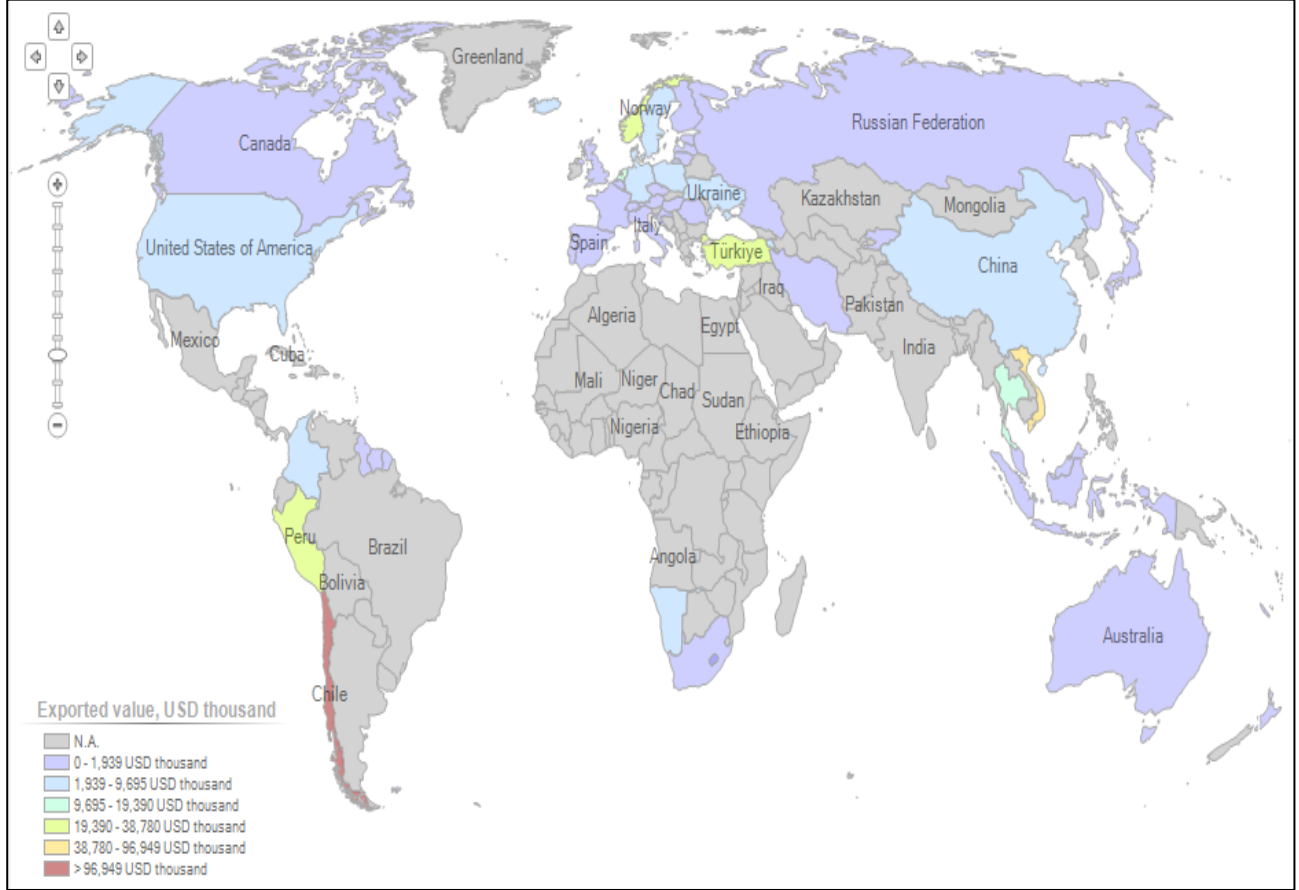 Greenland
Norway
Russian Federation
Canada
Ukraine
Kazakhstan
Mongolia
Italy
Spain
Türkiye
United States of America
China
Iraq
Pakistan
Algeria
Egypt
Mexico
India
Cuba
Mali
Niger
Chad
Sudan
Nigeria
Ethiopia
Peru
Brazil
Angola
Bolivia
Australia
Chile
Exported value, USD thousand
N.A.
0 - 1,939 USD thousand
1,939 - 9,695 USD thousand
9,695 - 19,390 USD thousand
19,390 - 38,780 USD thousand
38,780 - 96,949 USD thousand
> 96,949 USD thousand